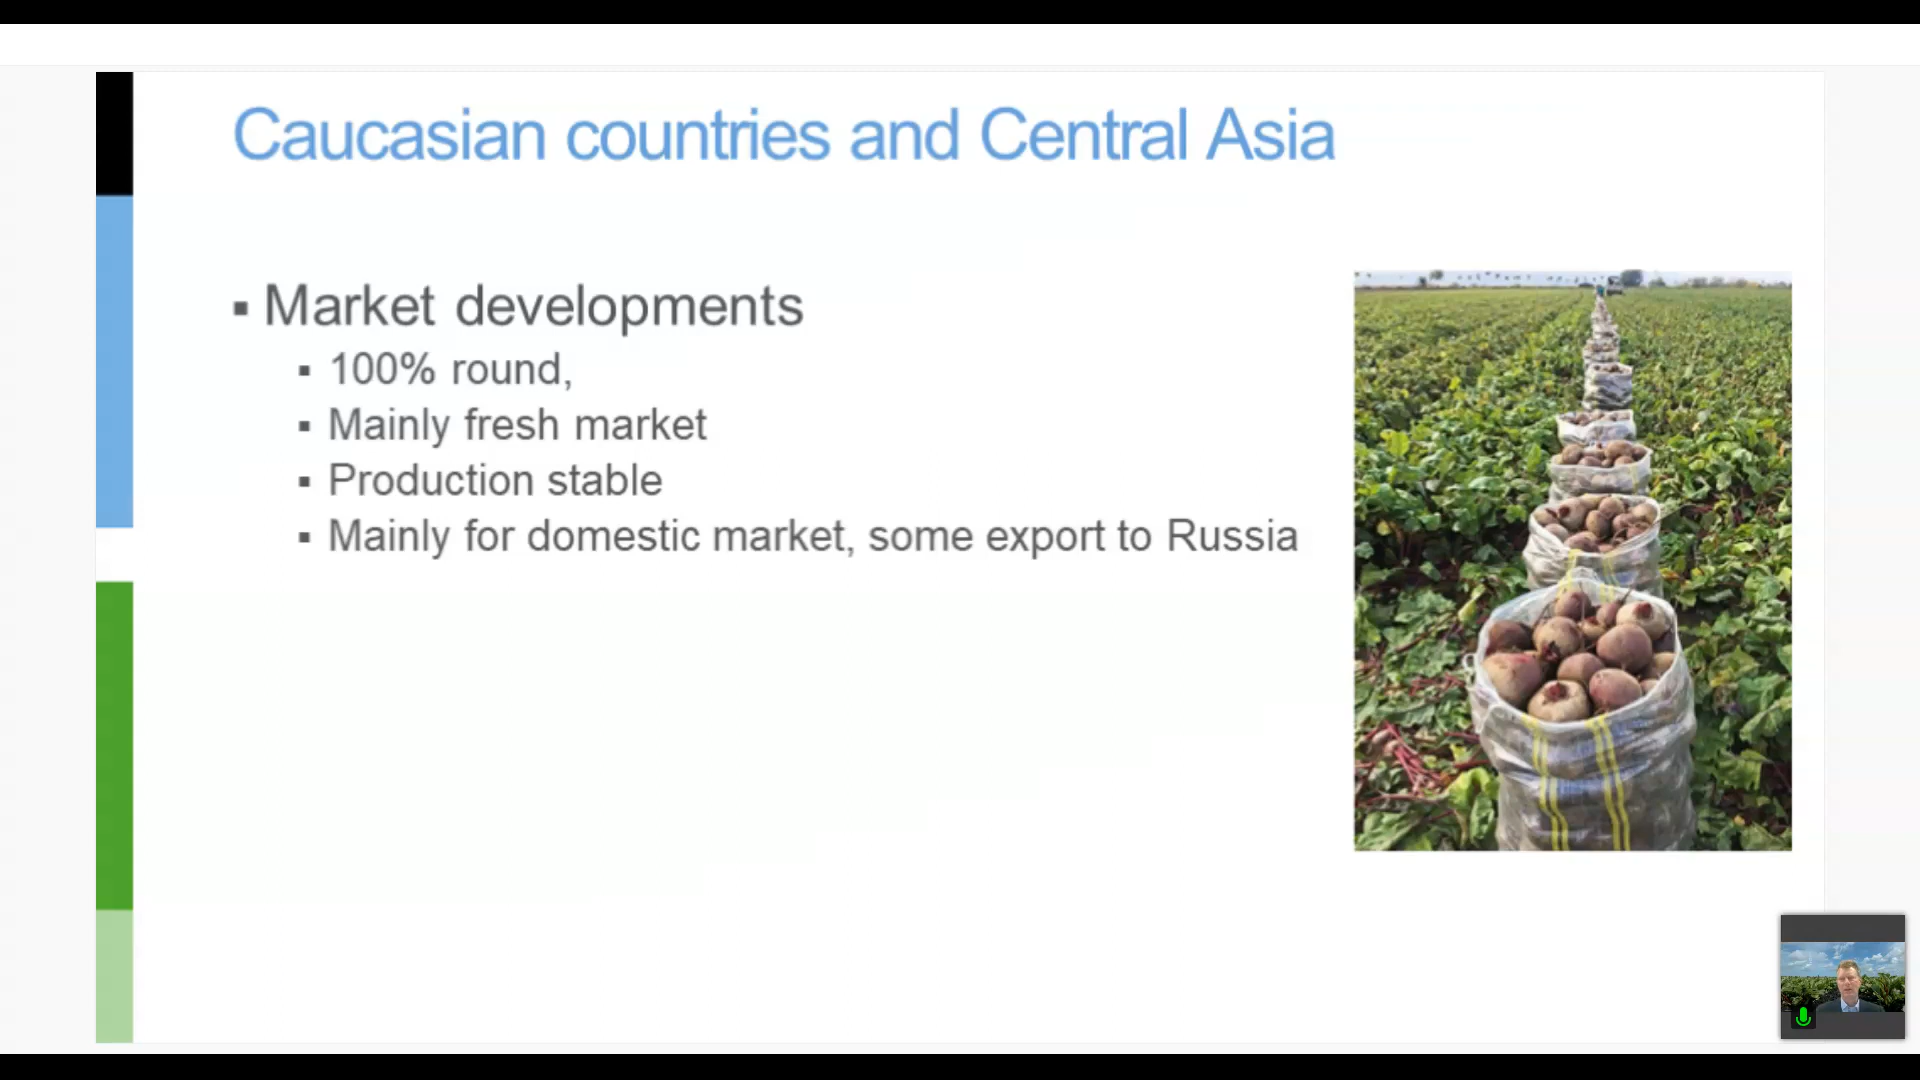 Caucasian countries and Central Asia
▪ Market developments
▪ 100% round,
▪ Mainly fresh market
▪ Production stable
▪ Mainly for domestic market, some export to Russia